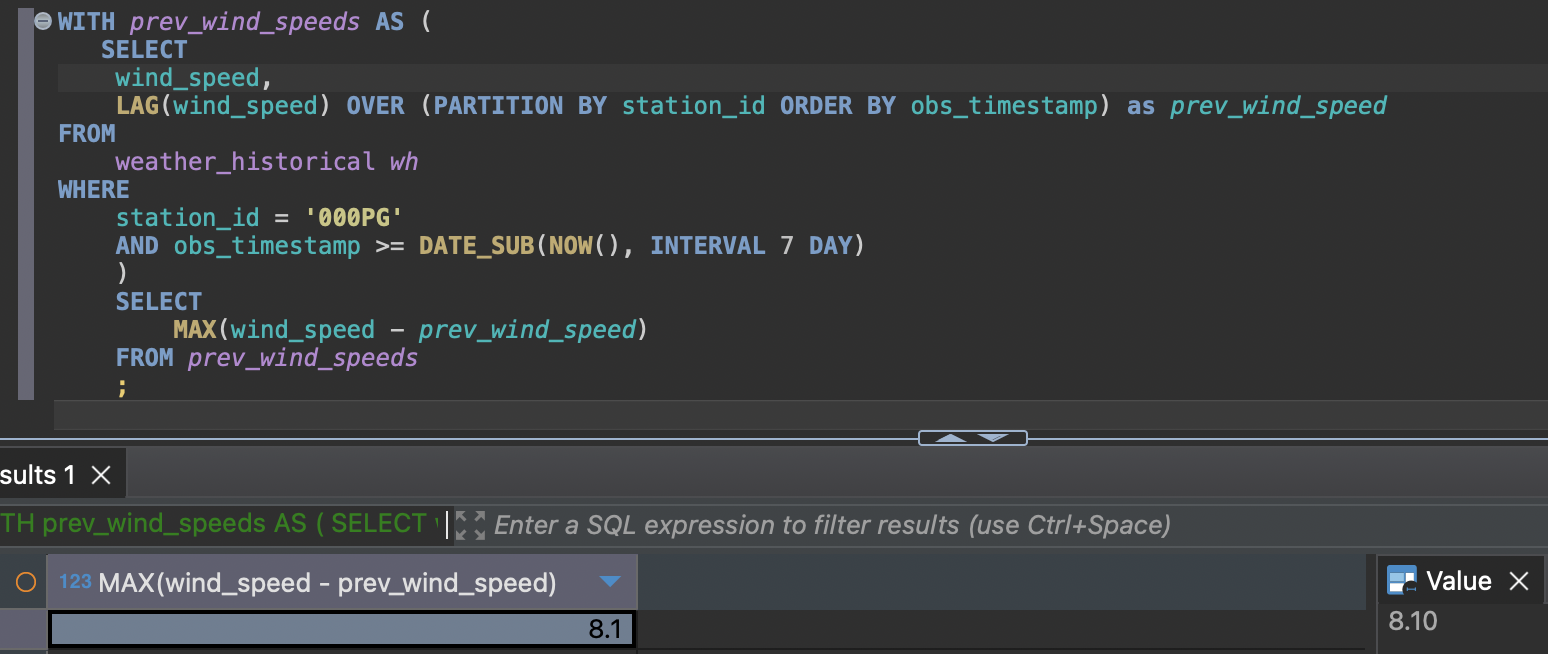 WITH prev_wind_speeds AS (
SELECT
wind_speed,
LAG(wind_speed) OVER (PARTITION BY station_id ORDER BY obs_timestamp) as prev_wind_speed
FROM
weather_historical wh
WHERE
station_id = '000PG'
AND obs_timestamp >= DATE_SUB(NOW(), INTERVAL 7 DAY)
)
SELECT
MAX(wind_speed - prev_wind_speed)
FROM prev_wind_speeds
;
sults 1
TH prev_wind_speeds AS ( SELECT Enter a SQL expression to filter results (use Ctrl+Space)
123 MAX(wind_speed - prev_wind_speed) Value
8.1 8.10